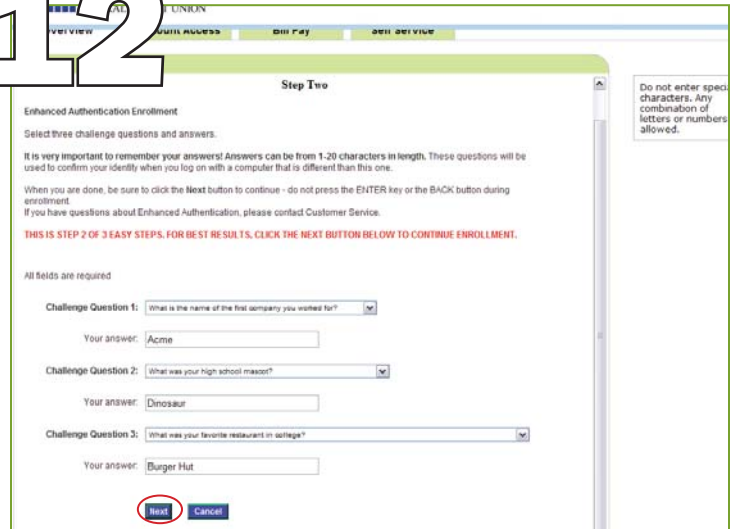 12
UNION
Overview
Account Access
Bill Pay
Self Service
Step Two
Enhanced Authentication Enrollment
Select three challenge questions and answers.
It is very important to remember your answers! Answers can be from 1-20 characters in length. These questions will be
used to confirm your identity when you log on with a computer that is different than this one.
When you are done, be sure to click the Next button to continue - do not press the ENTER key or the BACK button during
enrollment.
If you have questions about Enhanced Authentication, please contact Customer Service.
THIS IS STEP 2 OF 3 EASY STEPS. FOR BEST RESULTS, CLICK THE NEXT BUTTON BELOW TO CONTINUE ENROLLMENT.
All fields are required
Challenge Question 1: What is the name of the first company you worked for?
Your answer: Acme
Challenge Question 2: What was your high school mascot?
Your answer: Dinosaur
Challenge Question 3: What was your favorite restaurant in college?
Your answer: Burger Hut
Next Cancel
Do not enter speci
characters. Any
combination of
letters or numbers
allowed.